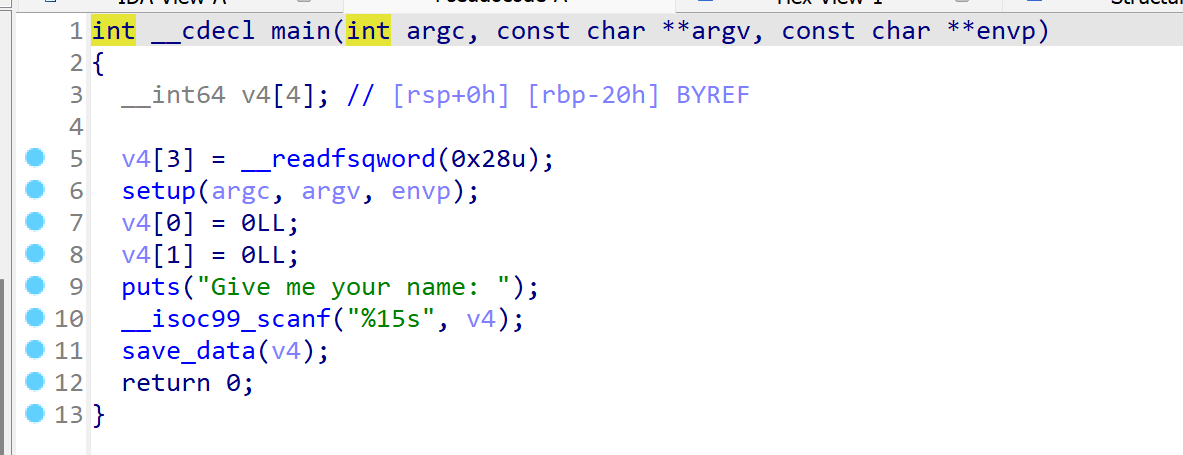 1 int __cdecl main(int argc, const char **argv, const char **envp)
2 {
3   __int64 v4[4]; // [rsp+0h] [rbp-20h] BYREF
4
5   v4[3] = __readfsqword(0x28u);
6   setup(argc, argv, envp);
7   v4[0] = 0LL;
8   v4[1] = 0LL;
9   puts("Give me your name: ");
10   __isoc99_scanf("%15s", v4);
11   save_data(v4);
12   return 0;
13 }